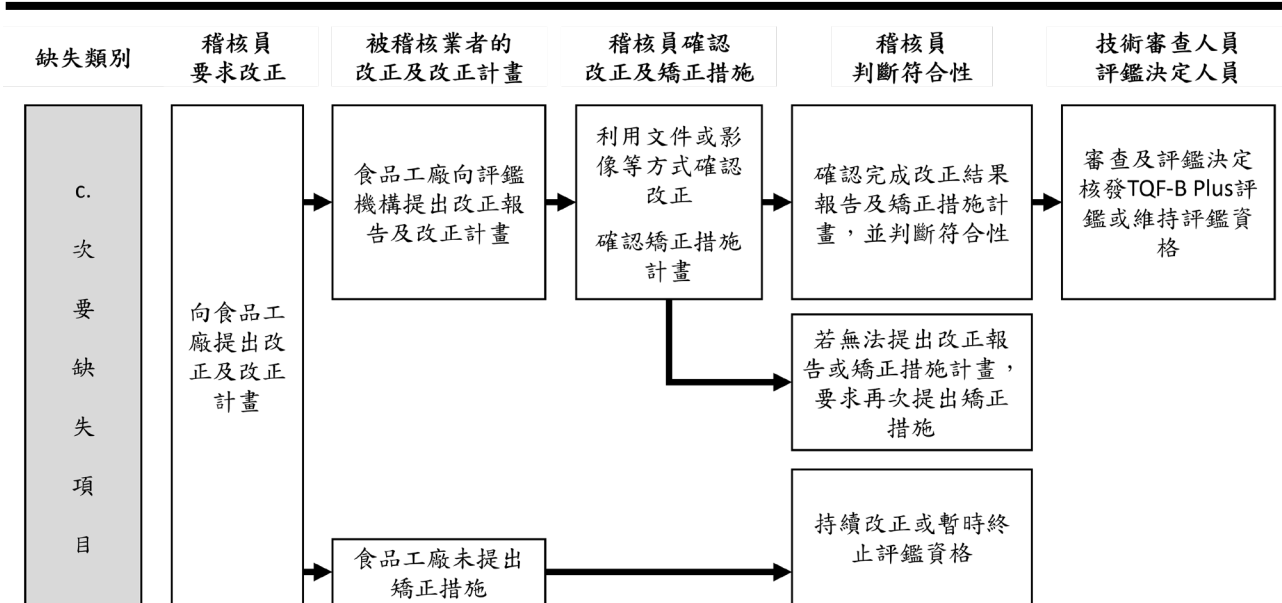 缺失類別
稽核員
要求改正
被稽核業者的
改正及改正計畫
稽核員確認
改正及矯正措施
稽核員
判斷符合性
技術審查人員
評鑑決定人員
c.
次
要
缺
失
項
目
向食品工
廠提出改
正及改正
計畫
食品工廠向評鑑
機構提出改正報
告及改正計畫
利用文件或影
像等方式確認
改正
確認矯正措施
計畫
確認完成改正結果
報告及矯正措施計
畫，並判斷符合性
審查及評鑑決定
核發TQF-B Plus評
鑑或維持評鑑資
格
若無法提出改正報
告或矯正措施計畫，
要求再次提出矯正
措施
食品工廠未提出
矯正措施
持續改正或暫時終
止評鑑資格